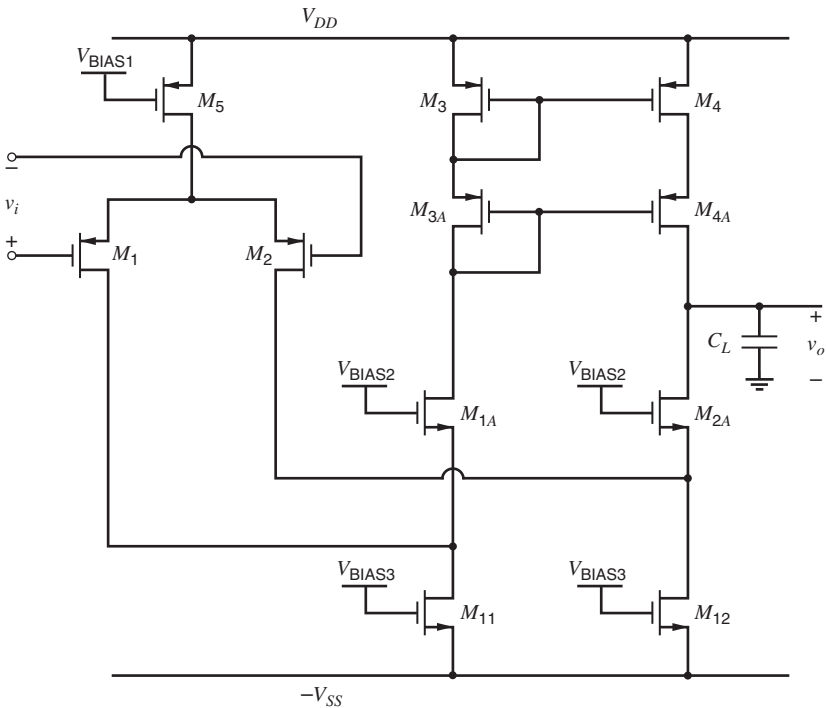 V_DD
V_BIAS1
M_5
M_3
M_4
−
v_i
+
M_1
M_2
M_3A
M_4A
C_L
+
v_o
−
V_BIAS2
V_BIAS2
M_1A
M_2A
V_BIAS3
V_BIAS3
M_11
M_12
−V_SS